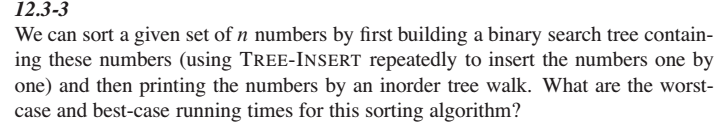 12.3-3
We can sort a given set of n numbers by first building a binary search tree contain-
ing these numbers (using TREE-INSERT repeatedly to insert the numbers one by
one) and then printing the numbers by an inorder tree walk. What are the worst-
case and best-case running times for this sorting algorithm?